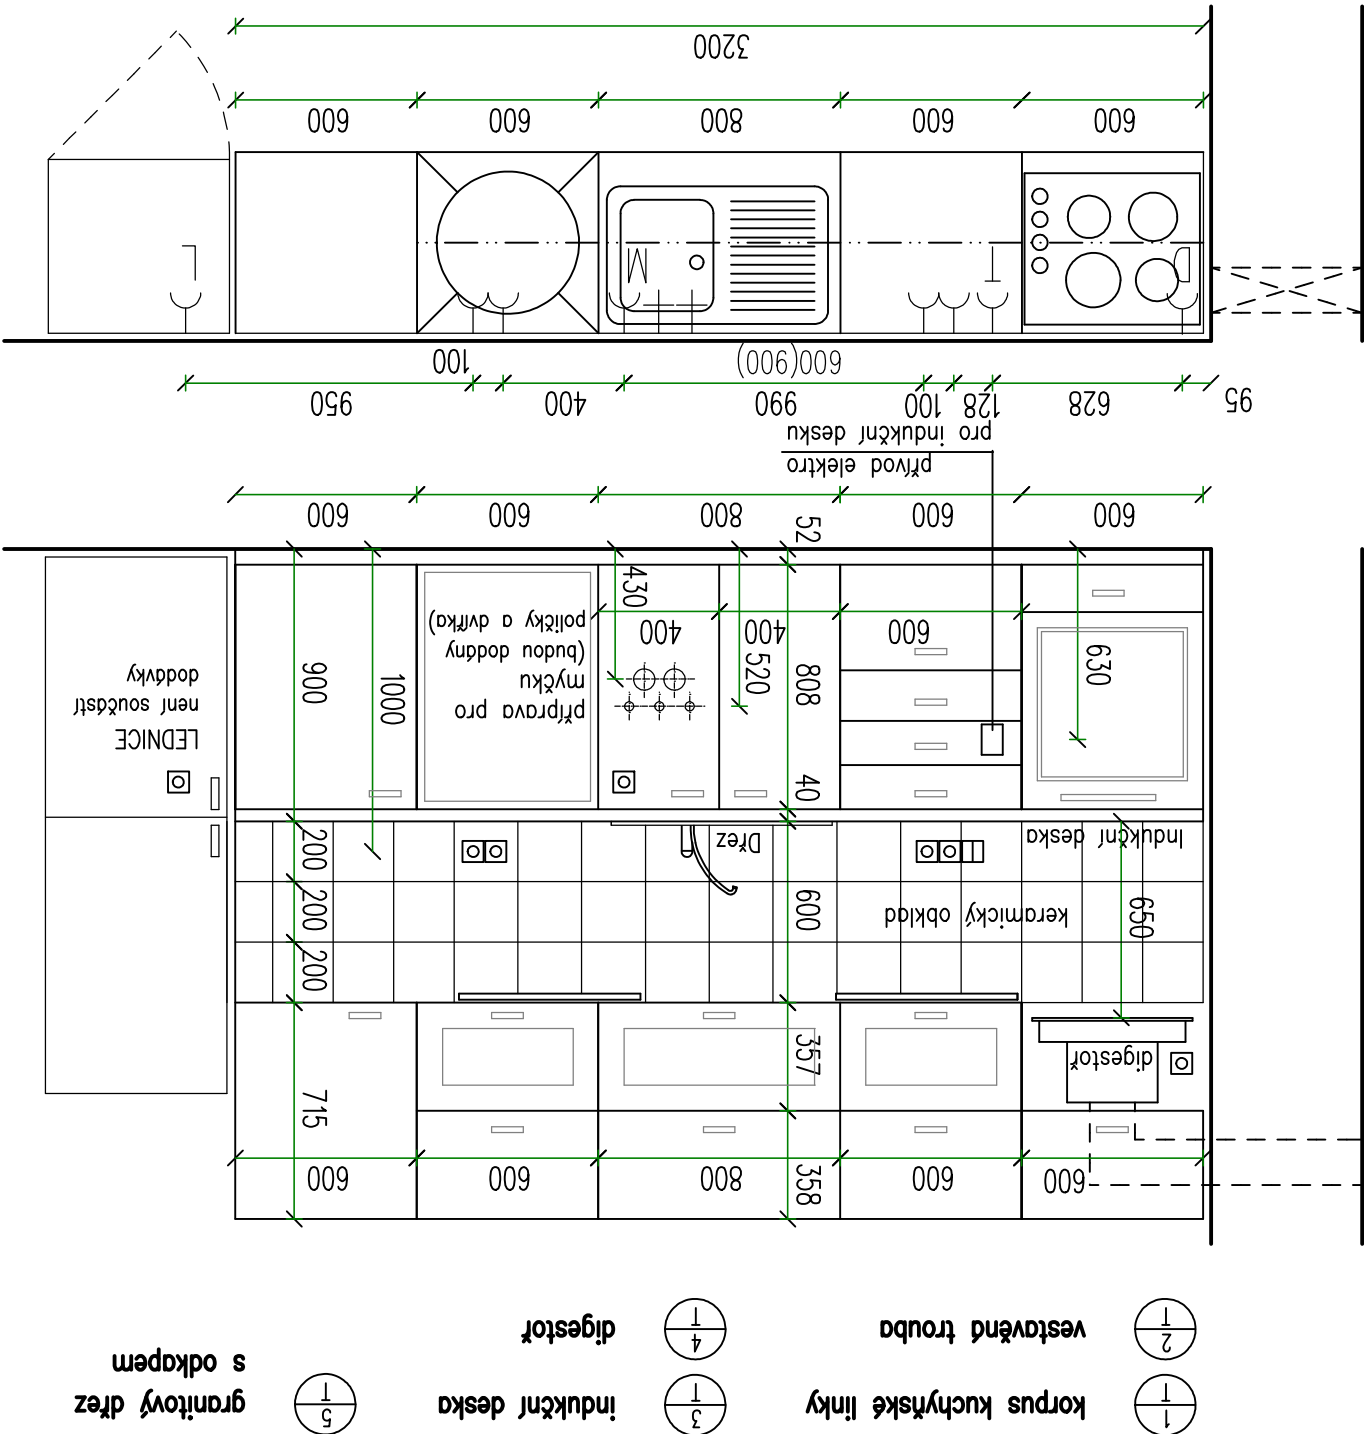 1
T
korpus kuchyňské linky
3
T
indukční deska
5
T
granitový dřez
s odkapem
2
T
vestavěná trouba
4
T
digestoř
600
600
358
800
600
600
715
digestoř
357
200
200
200
keramický obklad
650
600
Indukční deska
Dřez
40
LEDNICE
není součástí
dodávky
příprava pro
myčku
(budou dodány
poličky a dvířka)
1000
900
808
520
430
630
600
400
400
52
600
600
800
600
600
přívod elektro
pro indukční desku
95
628
128
100
990
400
950
600(900)
100
600
600
800
600
600
3200